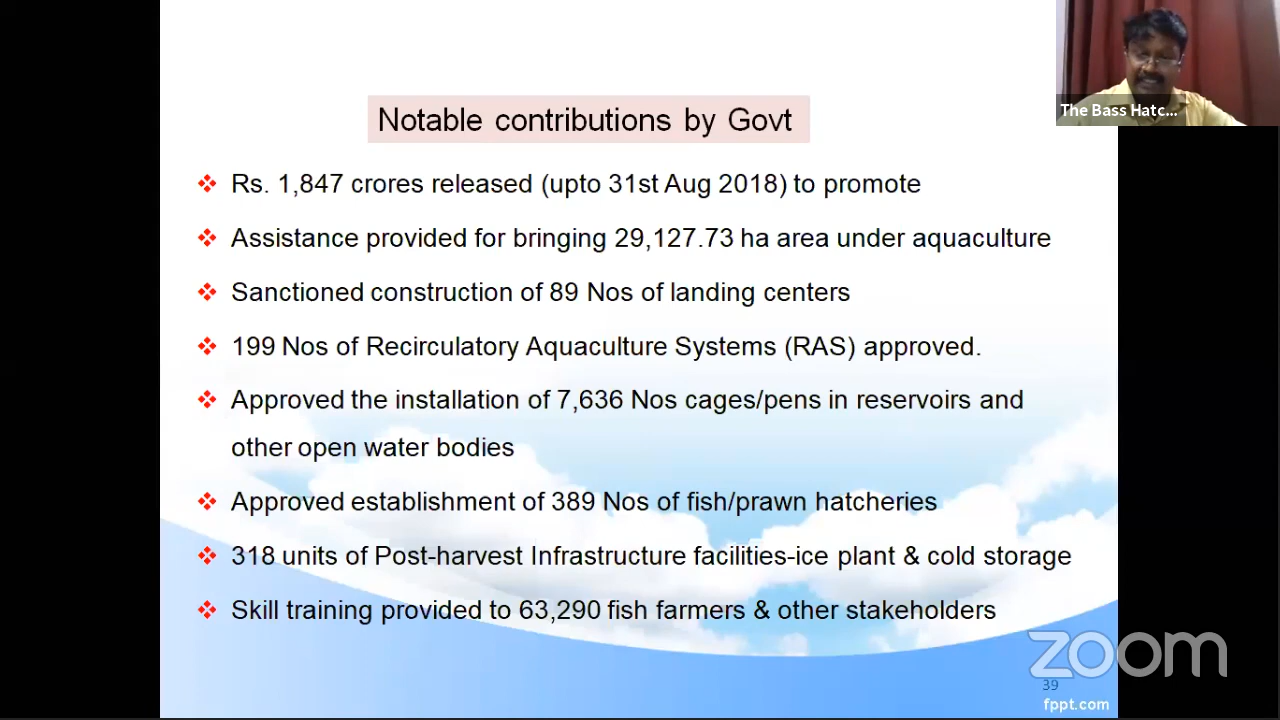 Notable contributions by Govt
The Bass Hatc...
Rs. 1,847 crores released (upto 31st Aug 2018) to promote
Assistance provided for bringing 29,127.73 ha area under aquaculture
Sanctioned construction of 89 Nos of landing centers
199 Nos of Recirculatory Aquaculture Systems (RAS) approved.
Approved the installation of 7,636 Nos cages/pens in reservoirs and
other open water bodies
Approved establishment of 389 Nos of fish/prawn hatcheries
318 units of Post-harvest Infrastructure facilities-ice plant & cold storage
Skill training provided to 63,290 fish farmers & other stakeholders
zoom
39
fppt.com